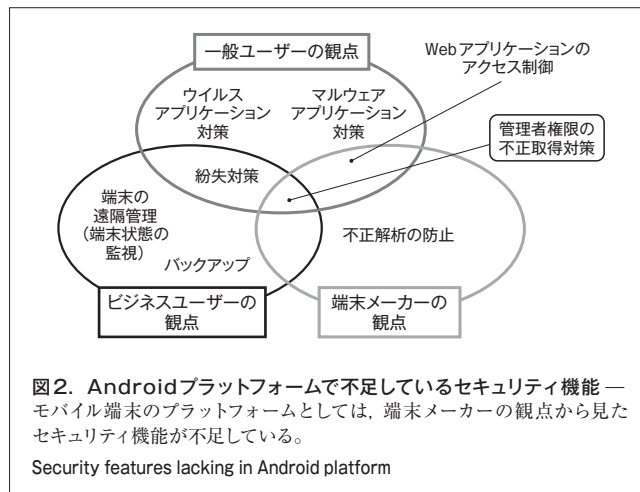 一般ユーザーの観点
Webアプリケーションの
アクセス制御
ウイルス
アプリケーション
対策
マルウェア
アプリケーション
対策
管理者権限の
不正取得対策
紛失対策
端末の
遠隔管理
（端末状態の
監視）
バックアップ
不正解析の防止
ビジネスユーザーの
観点
端末メーカーの
観点
図2．Androidプラットフォームで不足しているセキュリティ機能 —
モバイル端末のプラットフォームとしては，端末メーカーの観点から見た
セキュリティ機能が不足している。
Security features lacking in Android platform